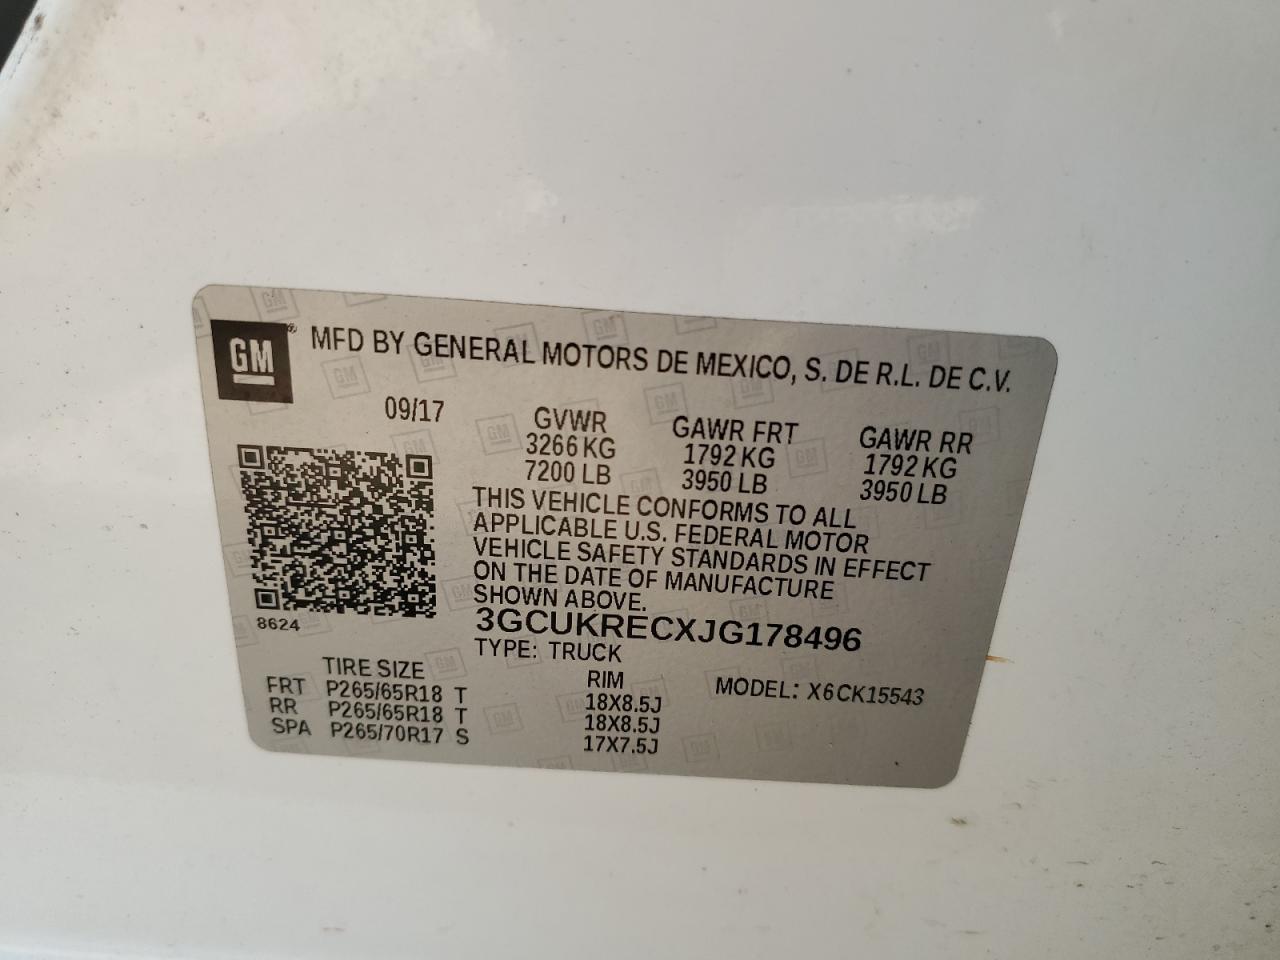 GM
MFD BY GENERAL MOTORS DE MEXICO, S. DE R.L. DE C.V.
09/17 GVWR GAWR FRT GAWR RR
3266 KG 1792 KG 1792 KG
7200 LB 3950 LB 3950 LB
THIS VEHICLE CONFORMS TO ALL
APPLICABLE U.S. FEDERAL MOTOR
VEHICLE SAFETY STANDARDS IN EFFECT
ON THE DATE OF MANUFACTURE
SHOWN ABOVE.
8624
3GCUKRECXJG178496
TYPE: TRUCK
TIRE SIZE RIM MODEL: X6CK15543
FRT P265/65R18 T 18X8.5J
RR P265/65R18 T 18X8.5J
SPA P265/70R17 S 17X7.5J